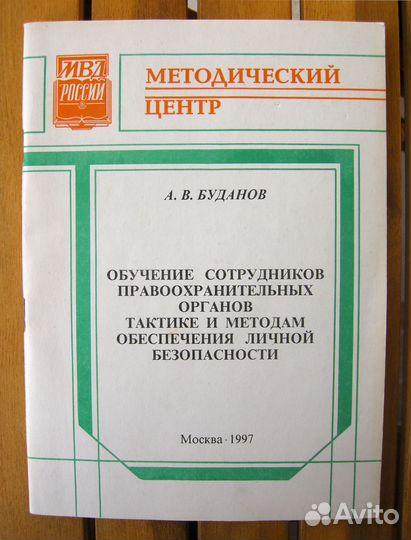 МВД
РОССИИ
МЕТОДИЧЕСКИЙ
ЦЕНТР
А. В. БУДАНОВ
ОБУЧЕНИЕ СОТРУДНИКОВ
ПРАВООХРАНИТЕЛЬНЫХ
ОРГАНОВ
ТАКТИКЕ И МЕТОДАМ
ОБЕСПЕЧЕНИЯ ЛИЧНОЙ
БЕЗОПАСНОСТИ
Москва · 1997
Avito